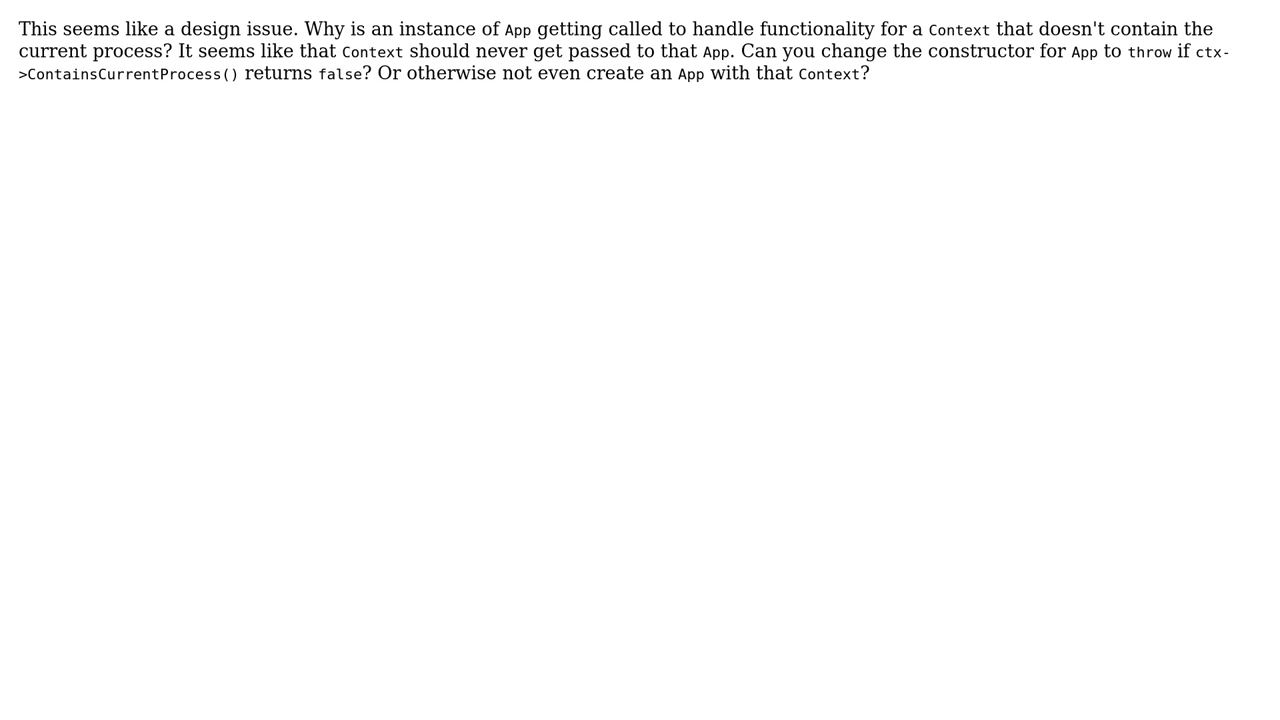 This seems like a design issue. Why is an instance of App getting called to handle functionality for a Context that doesn't contain the
current process? It seems like that Context should never get passed to that App. Can you change the constructor for App to throw if ctx-
>ContainsCurrentProcess() returns false? Or otherwise not even create an App with that Context?